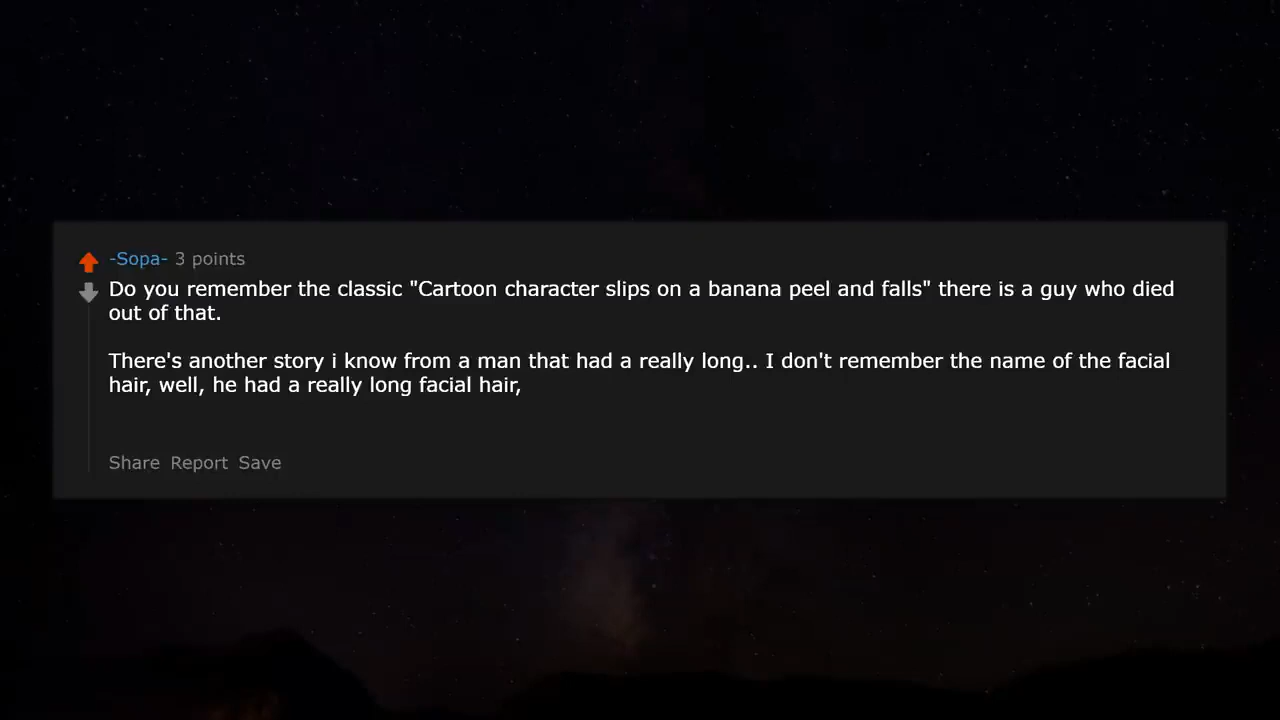 -Sopa- 3 points
Do you remember the classic "Cartoon character slips on a banana peel and falls" there is a guy who died
out of that.
There's another story i know from a man that had a really long.. I don't remember the name of the facial
hair, well, he had a really long facial hair,
Share Report Save